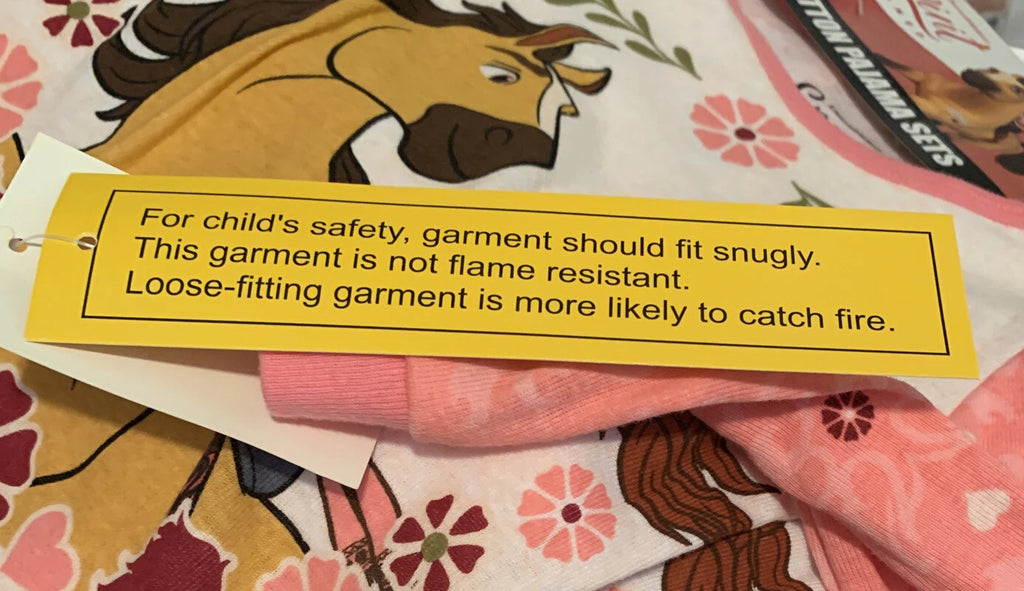 TTON PAJAMA SETS
For child's safety, garment should fit snugly.
This garment is not flame resistant.
Loose-fitting garment is more likely to catch fire.